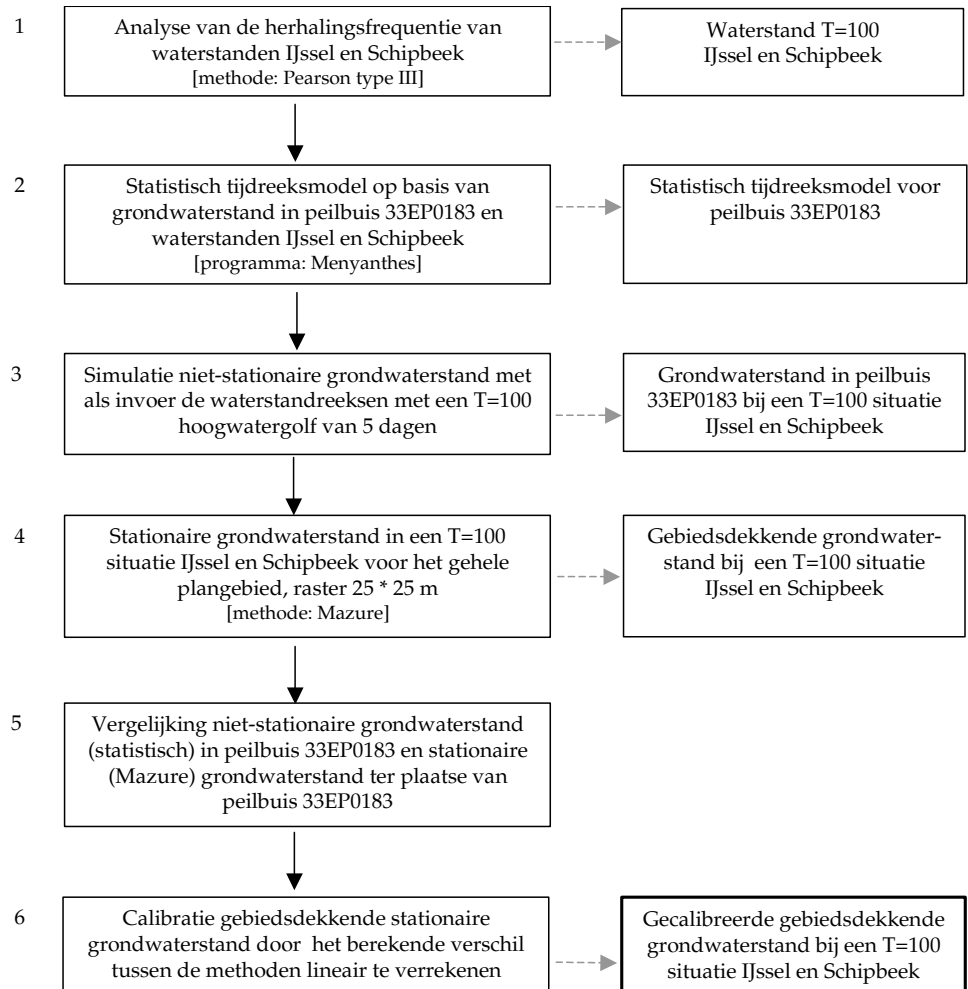 1
Analyse van de herhalingsfrequentie van
waterstanden IJssel en Schipbeek
[methode: Pearson type III]
Waterstand T=100
IJssel en Schipbeek
2
Statistisch tijdreeksmodel op basis van
grondwaterstand in peilbuis 33EP0183 en
waterstanden IJssel en Schipbeek
[programma: Menyanthes]
Statistisch tijdreeksmodel voor
peilbuis 33EP0183
3
Simulatie niet-stationaire grondwaterstand met
als invoer de waterstandreeksen met een T=100
hoogwatergolf van 5 dagen
Grondwaterstand in peilbuis
33EP0183 bij een T=100 situatie
IJssel en Schipbeek
4
Stationaire grondwaterstand in een T=100
situatie IJssel en Schipbeek voor het gehele
plangebied, raster 25 * 25 m
[methode: Mazure]
Gebiedsdekkende grondwater-
stand bij een T=100 situatie
IJssel en Schipbeek
5
Vergelijking niet-stationaire grondwaterstand
(statistisch) in peilbuis 33EP0183 en stationaire
(Mazure) grondwaterstand ter plaatse van
peilbuis 33EP0183
6
Calibratie gebiedsdekkende stationaire
grondwaterstand door het berekende verschil
tussen de methoden lineair te verrekenen
Gecalibreerde gebiedsdekkende
grondwaterstand bij een T=100
situatie IJssel en Schipbeek